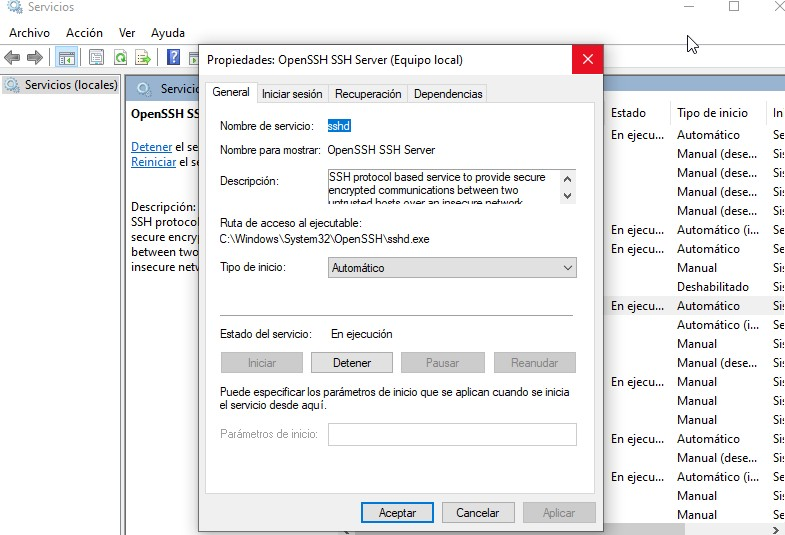 Servicios
Archivo Acción Ver Ayuda
Servicios (locales)
Servicio
OpenSSH SS
Detener el se
Reiniciar el se
Descripción:
SSH protoco
secure encry
between two
insecure netv
Propiedades: OpenSSH SSH Server (Equipo local)
General Iniciar sesión Recuperación Dependencias
Nombre de servicio: sshd
Nombre para mostrar: OpenSSH SSH Server
Descripción: SSH protocol based service to provide secure
encrypted communications between two
untrusted hosts over an insecure network
Ruta de acceso al ejecutable:
C:\Windows\System32\OpenSSH\sshd.exe
Tipo de inicio: Automático
Estado del servicio: En ejecución
Iniciar Detener Pausar Reanudar
Puede especificar los parámetros de inicio que se aplican cuando se inicia
el servicio desde aquí.
Parámetros de inicio:
Aceptar Cancelar Aplicar
Estado Tipo de inicio In
En ejecu... Automático Se
Manual (dese... Sis
Manual (dese... Sis
Manual (dese... Sis
Manual (dese... Sis
En ejecu... Automático (i... Se
En ejecu... Automático Sis
Manual Sis
Deshabilitado Sis
En ejecu... Automático Sis
Automático (i... Se
Manual Sis
Manual (dese... Sis
En ejecu... Manual Sis
Manual Sis
Manual Sis
En ejecu... Automático Sis
Manual (dese... Sis
En ejecu... Automático (i... Sis
Manual Sis
Manual Sis